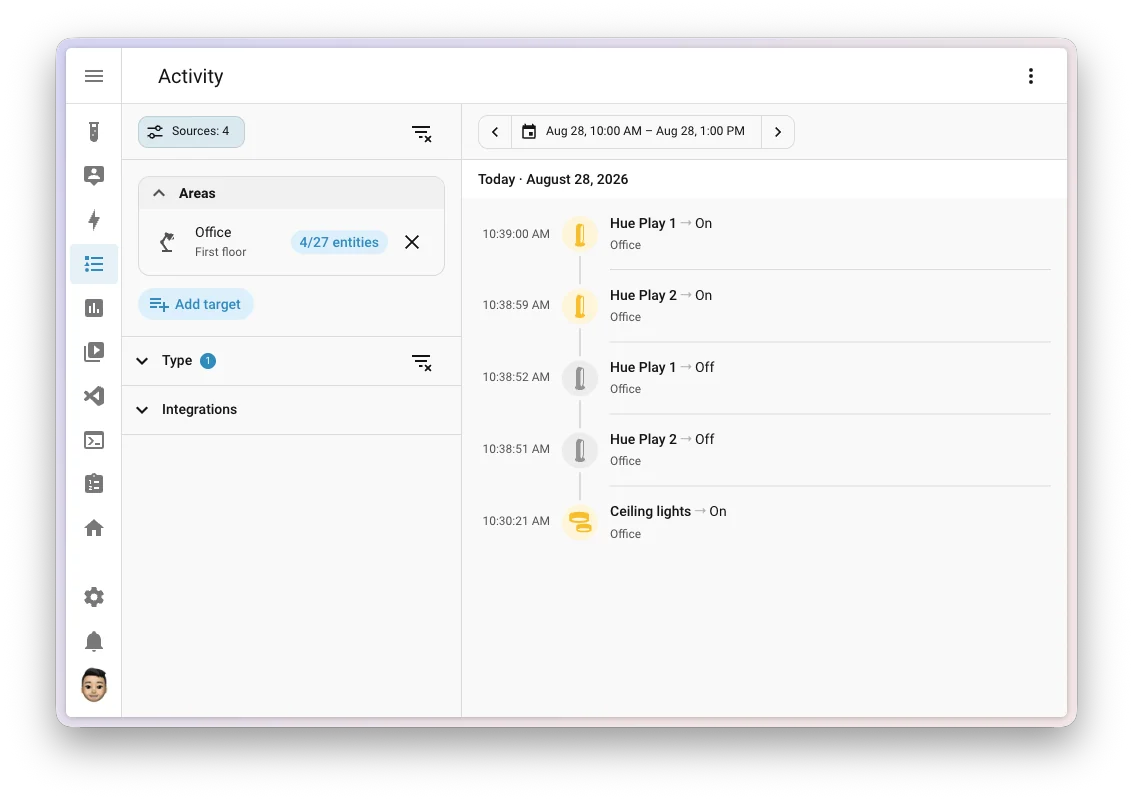 Activity
Sources: 4
Aug 28, 10:00 AM – Aug 28, 1:00 PM
Areas
Office
First floor
4/27 entities
Add target
Type 1
Integrations
Today · August 28, 2026
10:39:00 AM
Hue Play 1 → On
Office
10:38:59 AM
Hue Play 2 → On
Office
10:38:52 AM
Hue Play 1 → Off
Office
10:38:51 AM
Hue Play 2 → Off
Office
10:30:21 AM
Ceiling lights → On
Office